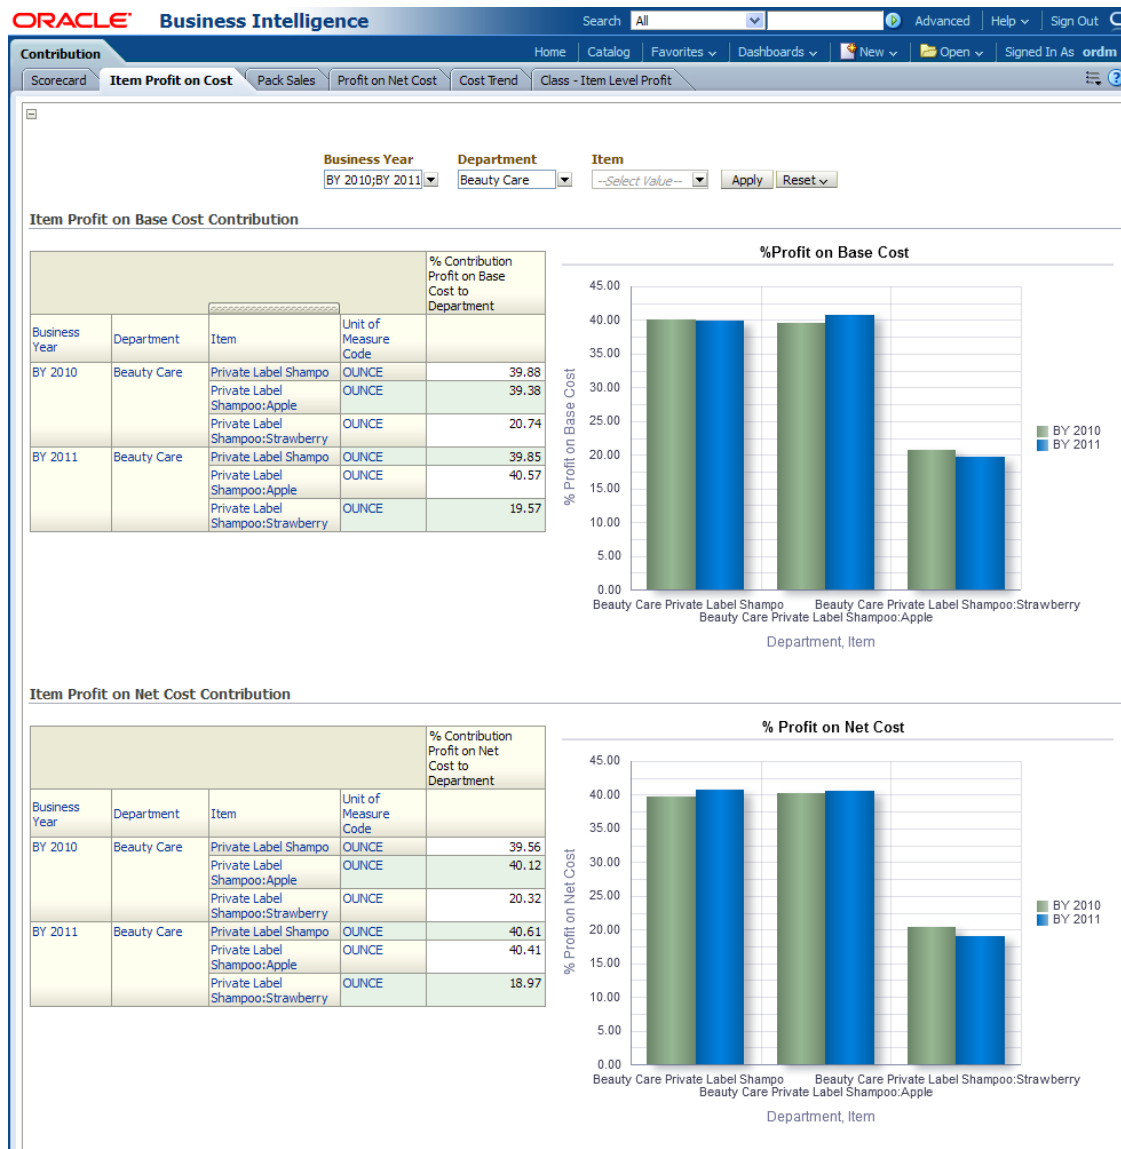 ORACLE Business Intelligence
Search All Advanced Help Sign Out
Contribution
Home Catalog Favorites Dashboards New Open Signed In As ordm
Scorecard Item Profit on Cost Pack Sales Profit on Net Cost Cost Trend Class - Item Level Profit
Business Year Department Item
BY 2010;BY 2011 Beauty Care --Select Value-- Apply Reset
Item Profit on Base Cost Contribution
% Contribution
Profit on Base
Cost to
Department
Business
Year
Department
Item
Unit of
Measure
Code
BY 2010 Beauty Care Private Label Shampo OUNCE 39.88
Private Label
Shampoo:Apple
OUNCE 39.38
Private Label
Shampoo:Strawberry
OUNCE 20.74
BY 2011 Beauty Care Private Label Shampo OUNCE 39.85
Private Label
Shampoo:Apple
OUNCE 40.57
Private Label
Shampoo:Strawberry
OUNCE 19.57
%Profit on Base Cost
45.00
40.00
35.00
30.00
25.00
20.00
15.00
10.00
5.00
0.00
% Profit on Base Cost
BY 2010
BY 2011
Beauty Care Private Label Shampo Beauty Care Private Label Shampoo:Strawberry
Beauty Care Private Label Shampoo:Apple
Department, Item
Item Profit on Net Cost Contribution
% Contribution
Profit on Net
Cost to
Department
Business
Year
Department
Item
Unit of
Measure
Code
BY 2010 Beauty Care Private Label Shampo OUNCE 39.56
Private Label
Shampoo:Apple
OUNCE 40.12
Private Label
Shampoo:Strawberry
OUNCE 20.32
BY 2011 Beauty Care Private Label Shampo OUNCE 40.61
Private Label
Shampoo:Apple
OUNCE 40.41
Private Label
Shampoo:Strawberry
OUNCE 18.97
% Profit on Net Cost
45.00
40.00
35.00
30.00
25.00
20.00
15.00
10.00
5.00
0.00
% Profit on Net Cost
BY 2010
BY 2011
Beauty Care Private Label Shampo Beauty Care Private Label Shampoo:Strawberry
Beauty Care Private Label Shampoo:Apple
Department, Item